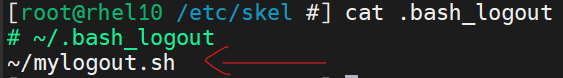 [root@rhel10 /etc/skel #] cat .bash_logout
# ~/.bash_logout
~/mylogout.sh